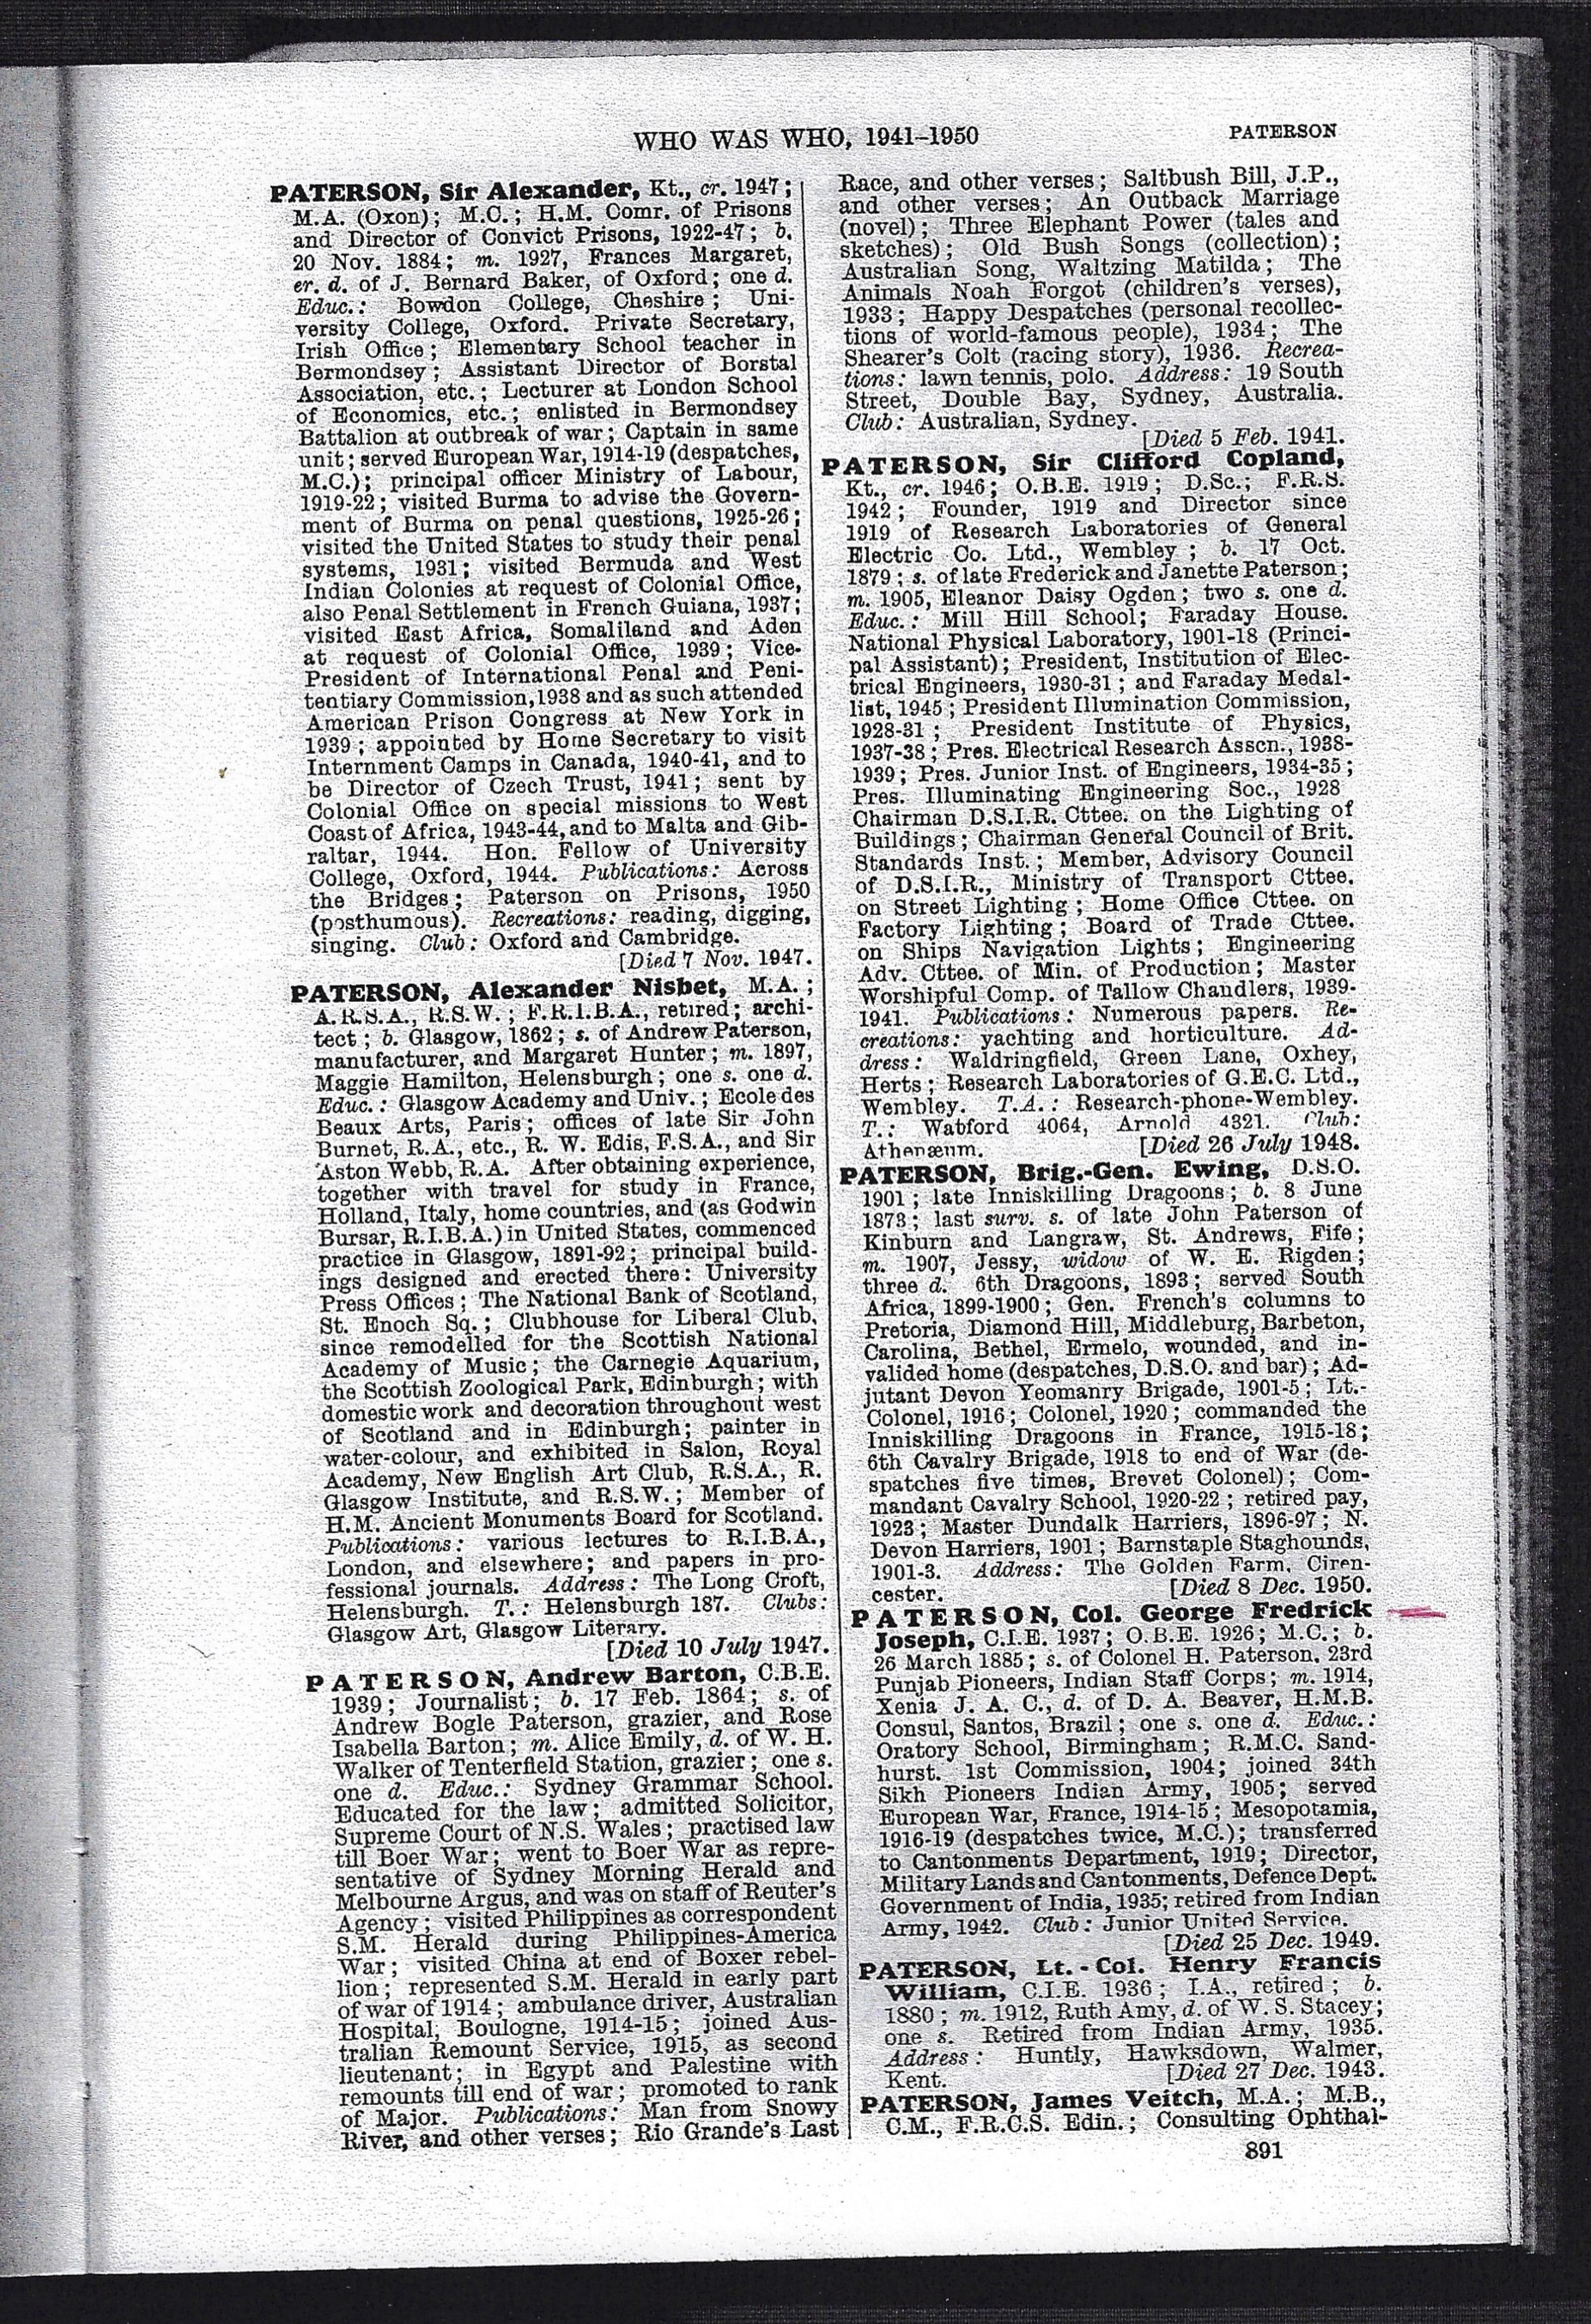 WHO WAS WHO, 1941–1950
PATERSON
PATERSON, Sir Alexander, Kt., cr. 1947;
M.A. (Oxon); M.C.; H.M. Comr. of Prisons
and Director of Convict Prisons, 1922-47; b.
20 Nov. 1884; m. 1927, Frances Margaret,
er. d. of J. Bernard Baker, of Oxford; one d.
Educ.: Bowdon College, Cheshire; Uni-
versity College, Oxford. Private Secretary,
Irish Office; Elementary School teacher in
Bermondsey; Assistant Director of Borstal
Association, etc.; Lecturer at London School
of Economics, etc.; enlisted in Bermondsey
Battalion at outbreak of war; Captain in same
unit; served European War, 1914-19 (despatches,
M.C.); principal officer Ministry of Labour,
1919-22; visited Burma to advise the Govern-
ment of Burma on penal questions, 1925-26;
visited the United States to study their penal
systems, 1931; visited Bermuda and West
Indian Colonies at request of Colonial Office,
also Penal Settlement in French Guiana, 1937;
visited East Africa, Somaliland and Aden
at request of Colonial Office, 1939; Vice-
President of International Penal and Peni-
tentiary Commission, 1938 and as such attended
American Prison Congress at New York in
1939; appointed by Home Secretary to visit
Internment Camps in Canada, 1940-41, and to
be Director of Czech Trust, 1941; sent by
Colonial Office on special missions to West
Coast of Africa, 1943-44, and to Malta and Gib-
raltar, 1944. Hon. Fellow of University
College, Oxford, 1944. Publications: Across
the Bridges; Paterson on Prisons, 1950
(posthumous). Recreations: reading, digging,
singing. Club: Oxford and Cambridge.
[Died 7 Nov. 1947.
PATERSON, Alexander Nisbet, M.A.;
A.R.S.A., R.S.W.; F.R.I.B.A., retired; archi-
tect; b. Glasgow, 1862; s. of Andrew Paterson,
manufacturer, and Margaret Hunter; m. 1897,
Maggie Hamilton, Helensburgh; one s. one d.
Educ.: Glasgow Academy and Univ.; Ecole des
Beaux Arts, Paris; offices of late Sir John
Burnet, R.A., etc., R. W. Edis, F.S.A., and Sir
Aston Webb, R.A. After obtaining experience,
together with travel for study in France,
Holland, Italy, home countries, and (as Godwin
Bursar, R.I.B.A.) in United States, commenced
practice in Glasgow, 1891-92; principal build-
ings designed and erected there: University
Press Offices; The National Bank of Scotland,
St. Enoch Sq.; Clubhouse for Liberal Club,
since remodelled for the Scottish National
Academy of Music; the Carnegie Aquarium,
the Scottish Zoological Park, Edinburgh; with
domestic work and decoration throughout west
of Scotland and in Edinburgh; painter in
water-colour, and exhibited in Salon, Royal
Academy, New English Art Club, R.S.A., R.
Glasgow Institute, and R.S.W.; Member of
H.M. Ancient Monuments Board for Scotland.
Publications: various lectures to R.I.B.A.,
London, and elsewhere; and papers in pro-
fessional journals. Address: The Long Croft,
Helensburgh. T.: Helensburgh 187. Clubs:
Glasgow Art, Glasgow Literary.
[Died 10 July 1947.
PATERSON, Andrew Barton, C.B.E.
1939; Journalist; b. 17 Feb. 1864; s. of
Andrew Bogle Paterson, grazier, and Rose
Isabella Barton; m. Alice Emily, d. of W. H.
Walker of Tenterfield Station, grazier; one s.
one d. Educ.: Sydney Grammar School.
Educated for the law; admitted Solicitor,
Supreme Court of N.S. Wales; practised law
till Boer War; went to Boer War as repre-
sentative of Sydney Morning Herald and
Melbourne Argus, and was on staff of Reuter's
Agency; visited Philippines as correspondent
S.M. Herald during Philippines-America
War; visited China at end of Boxer rebel-
lion; represented S.M. Herald in early part
of war of 1914; ambulance driver, Australian
Hospital, Boulogne, 1914-15; joined Aus-
tralian Remount Service, 1915, as second
lieutenant; in Egypt and Palestine with
remounts till end of war; promoted to rank
of Major. Publications: Man from Snowy
River, and other verses; Rio Grande's Last
Race, and other verses; Saltbush Bill, J.P.,
and other verses; An Outback Marriage
(novel); Three Elephant Power (tales and
sketches); Old Bush Songs (collection);
Australian Song, Waltzing Matilda; The
Animals Noah Forgot (children's verses),
1933; Happy Despatches (personal recollec-
tions of world-famous people), 1934; The
Shearer's Colt (racing story), 1936. Recrea-
tions: lawn tennis, polo. Address: 19 South
Street, Double Bay, Sydney, Australia.
Club: Australian, Sydney.
[Died 5 Feb. 1941.
PATERSON, Sir Clifford Copland,
Kt., cr. 1946; O.B.E. 1919; D.Sc.; F.R.S.
1942; Founder, 1919 and Director since
1919 of Research Laboratories of General
Electric Co. Ltd., Wembley; b. 17 Oct.
1879; s. of late Frederick and Janette Paterson;
m. 1905, Eleanor Daisy Ogden; two s. one d.
Educ.: Mill Hill School; Faraday House.
National Physical Laboratory, 1901-18 (Princi-
pal Assistant); President, Institution of Elec-
trical Engineers, 1930-31; and Faraday Medal-
list, 1945; President Illumination Commission,
1928-31; President Institute of Physics,
1937-38; Pres. Electrical Research Asscn., 1938-
1939; Pres. Junior Inst. of Engineers, 1934-35;
Pres. Illuminating Engineering Soc., 1928
Chairman D.S.I.R. Cttee. on the Lighting of
Buildings; Chairman General Council of Brit.
Standards Inst.; Member, Advisory Council
of D.S.I.R., Ministry of Transport Cttee.
on Street Lighting; Home Office Cttee. on
Factory Lighting; Board of Trade Cttee.
on Ships Navigation Lights; Engineering
Adv. Cttee. of Min. of Production; Master
Worshipful Comp. of Tallow Chandlers, 1939-
1941. Publications: Numerous papers. Re-
creations: yachting and horticulture. Ad-
dress: Waldringfield, Green Lane, Oxhey,
Herts; Research Laboratories of G.E.C. Ltd.,
Wembley. T.A.: Research-phone-Wembley.
T.: Watford 4064, Arnold 4321. Club:
Athenæum. [Died 26 July 1948.
PATERSON, Brig.-Gen. Ewing, D.S.O.
1901; late Inniskilling Dragoons; b. 8 June
1873; last surv. s. of late John Paterson of
Kinburn and Langraw, St. Andrews, Fife;
m. 1907, Jessy, widow of W. E. Rigden;
three d. 6th Dragoons, 1893; served South
Africa, 1899-1900; Gen. French's columns to
Pretoria, Diamond Hill, Middleburg, Barbeton,
Carolina, Bethel, Ermelo, wounded, and in-
valided home (despatches, D.S.O. and bar); Ad-
jutant Devon Yeomanry Brigade, 1901-5; Lt.-
Colonel, 1916; Colonel, 1920; commanded the
Inniskilling Dragoons in France, 1915-18;
6th Cavalry Brigade, 1918 to end of War (de-
spatches five times, Brevet Colonel); Com-
mandant Cavalry School, 1920-22; retired pay,
1923; Master Dundalk Harriers, 1896-97; N.
Devon Harriers, 1901; Barnstaple Staghounds,
1901-3. Address: The Golden Farm, Ciren-
cester. [Died 8 Dec. 1950.
PATERSON, Col. George Fredrick
Joseph, C.I.E. 1937; O.B.E. 1926; M.C.; b.
26 March 1885; s. of Colonel H. Paterson, 23rd
Punjab Pioneers, Indian Staff Corps; m. 1914,
Xenia J. A. C., d. of D. A. Beaver, H.M.B.
Consul, Santos, Brazil; one s. one d. Educ.:
Oratory School, Birmingham; R.M.C. Sand-
hurst. 1st Commission, 1904; joined 34th
Sikh Pioneers Indian Army, 1905; served
European War, France, 1914-15; Mesopotamia,
1916-19 (despatches twice, M.C.); transferred
to Cantonments Department, 1919; Director,
Military Lands and Cantonments, Defence Dept.
Government of India, 1935; retired from Indian
Army, 1942. Club: Junior United Service.
[Died 25 Dec. 1949.
PATERSON, Lt.-Col. Henry Francis
William, C.I.E. 1936; I.A., retired; b.
1880; m. 1912, Ruth Amy, d. of W. S. Stacey;
one s. Retired from Indian Army, 1935.
Address: Huntly, Hawksdown, Walmer,
Kent. [Died 27 Dec. 1943.
PATERSON, James Veitch, M.A.; M.B.,
C.M., F.R.C.S. Edin.; Consulting Ophthal-
891